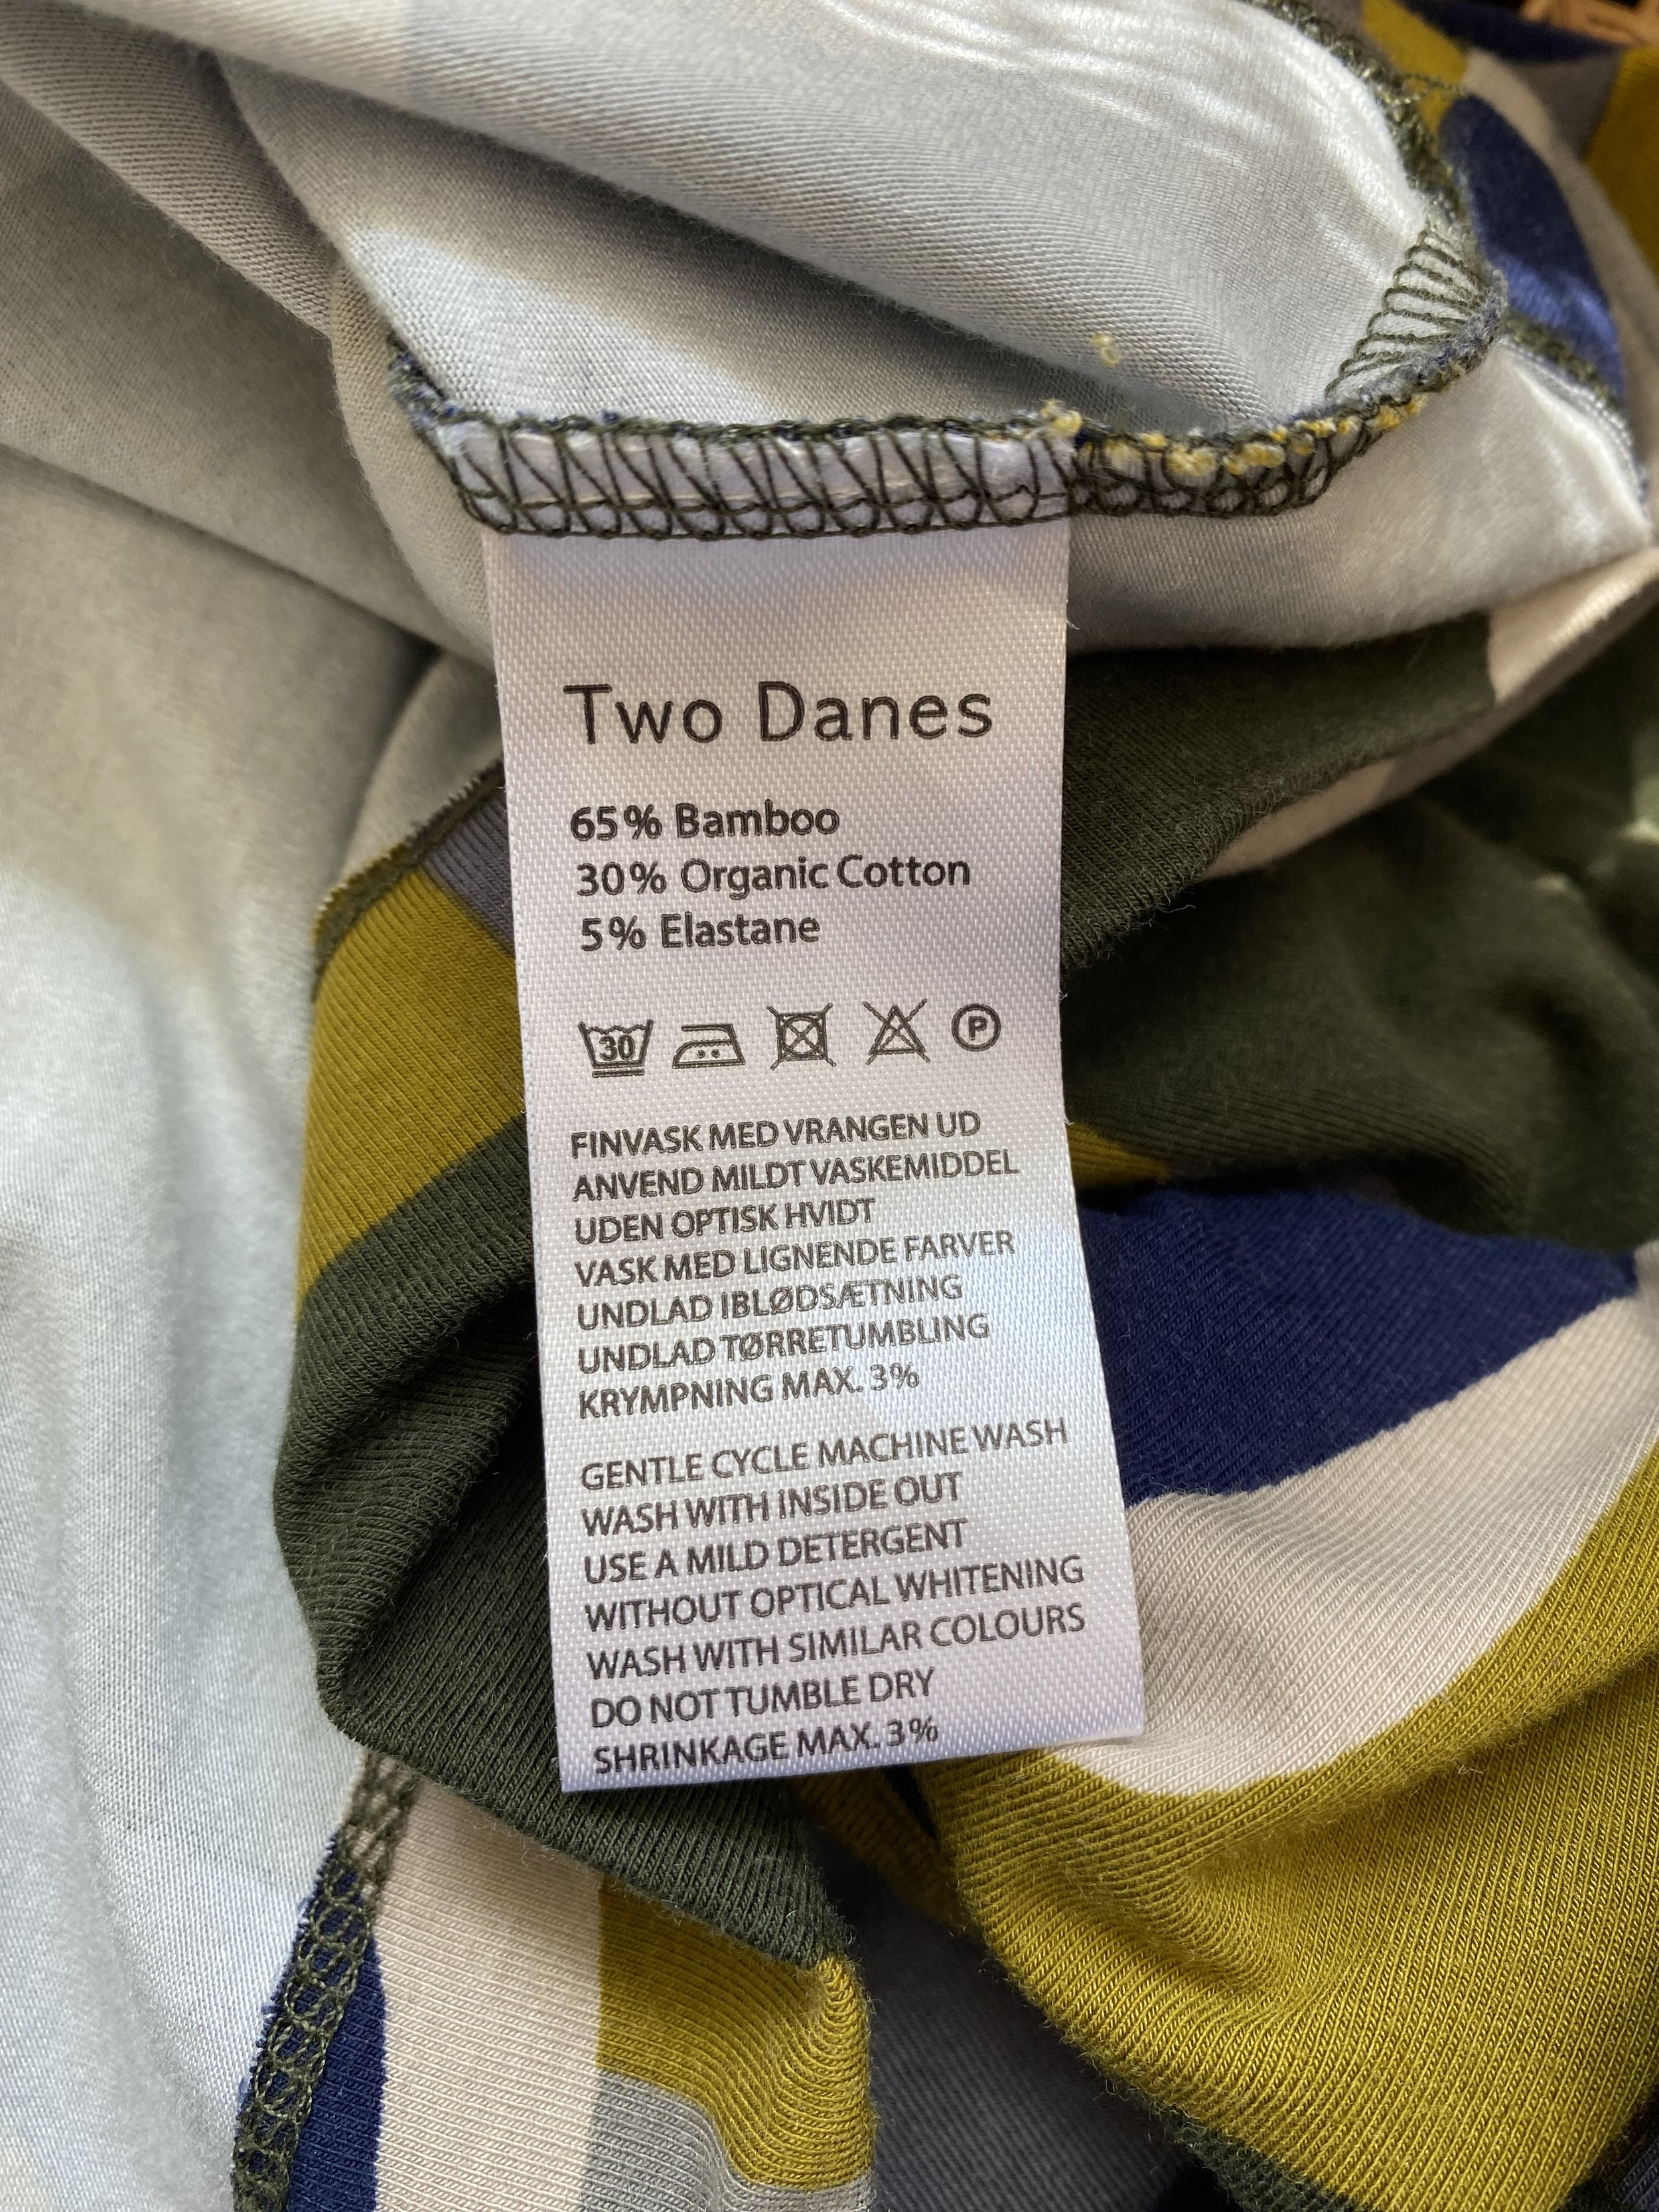 Two Danes
65% Bamboo
30% Organic Cotton
5% Elastane
30 P
FINVASK MED VRANGEN UD
ANVEND MILDT VASKEMIDDEL
UDEN OPTISK HVIDT
VASK MED LIGNENDE FARVER
UNDLAD IBLØDSÆTNING
UNDLAD TØRRETUMBLING
KRYMPNING MAX. 3%
GENTLE CYCLE MACHINE WASH
WASH WITH INSIDE OUT
USE A MILD DETERGENT
WITHOUT OPTICAL WHITENING
WASH WITH SIMILAR COLOURS
DO NOT TUMBLE DRY
SHRINKAGE MAX. 3%